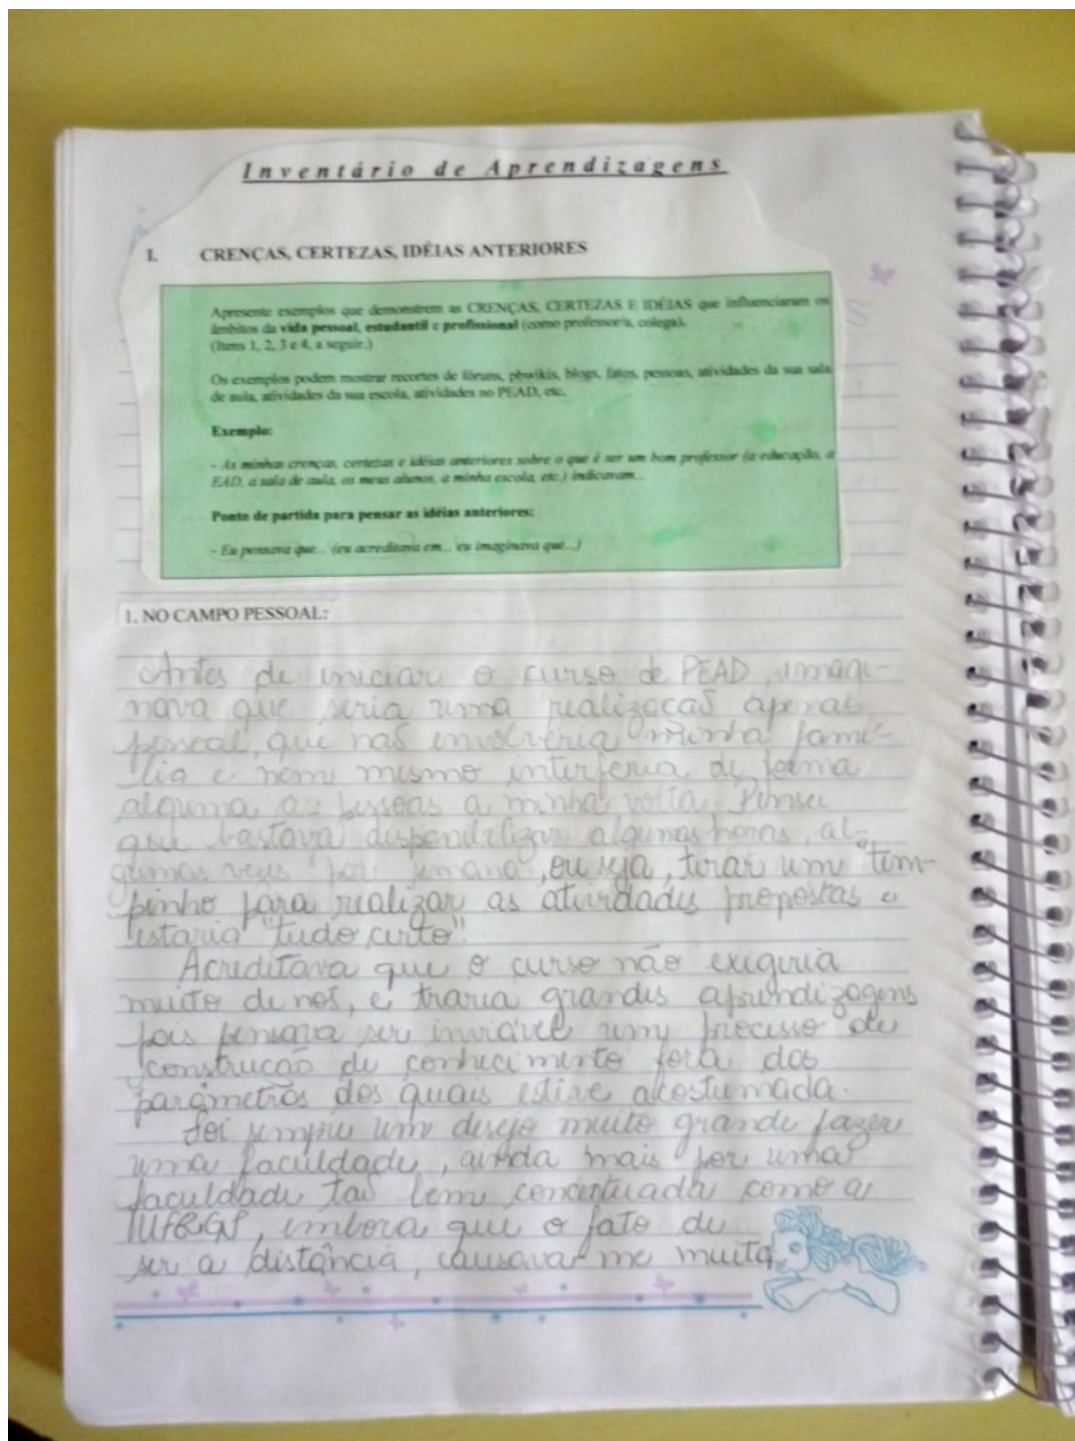 Inventário de Aprendizagens
I. CRENÇAS, CERTEZAS, IDÉIAS ANTERIORES
Apresente exemplos que demonstrem as CRENÇAS, CERTEZAS E IDÉIAS que influenciaram os
âmbitos da vida pessoal, estudantil e profissional (como professor/a, colega).
(Itens 1, 2, 3 e 4, a seguir.)
Os exemplos podem mostrar recortes de fóruns, pbwikis, blogs, fatos, pessoas, atividades da sua sala
de aula, atividades da sua escola, atividades no PEAD, etc.
Exemplo:
- As minhas crenças, certezas e idéias anteriores sobre o que é ser um bom professor (a educação, a
EAD, a sala de aula, os meus alunos, a minha escola, etc.) indicavam...
Ponto de partida para pensar as idéias anteriores:
- Eu pensava que... (eu acreditava em... eu imaginava que...)
1. NO CAMPO PESSOAL:
Antes de iniciar o curso de PEAD, imagi-
nava que seria uma realizacaõ apenas
pessoal, que naõ envolveria minha famí-
lia e nem mesmo interferia de forma
alguma as pessoas a minha volta. Pensei
que bastava disponibilizar algumas horas, al-
gumas vezes por semana, ou seja, tirar um "tem-
pinho para realizar as atividades propostas e
estaria "tudo certo".
Acreditava que o curso não exigiria
muito de nós, e traria grandes aprendizagens
pois pensava ser inviável um processo de
construção de conhecimento fora dos
parâmetros dos quais estive acostumada.
Foi sempre um desejo muito grande fazer
uma faculdade, ainda mais por uma
faculdade taõ bem conceituada como a
UFRGS, embora que o fato de
ser a distância, causava-me muita